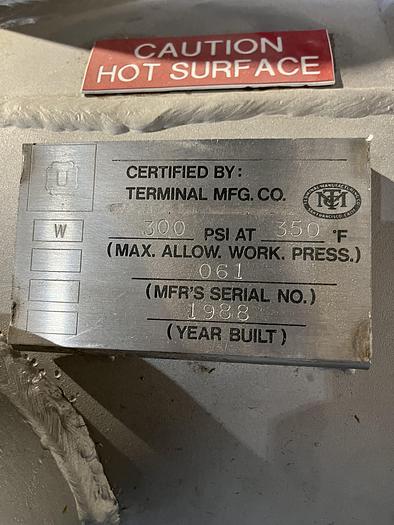 CAUTION
HOT SURFACE
U
CERTIFIED BY:
TERMINAL MFG. CO.
W 300 PSI AT 350 °F
(MAX. ALLOW. WORK. PRESS.)
061
(MFR'S SERIAL NO.)
1988
(YEAR BUILT)